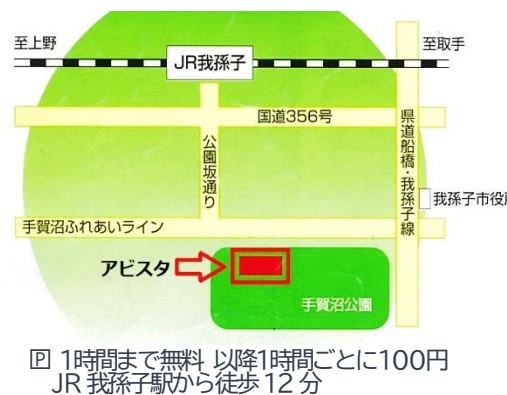 至上野
至取手
JR我孫子
国道356号
公園坂通り
県道船橋・我孫子線
我孫子市役
手賀沼ふれあいライン
アビスタ
手賀沼公園
🄿 1時間まで無料 以降1時間ごとに100円
JR 我孫子駅から徒歩 12 分